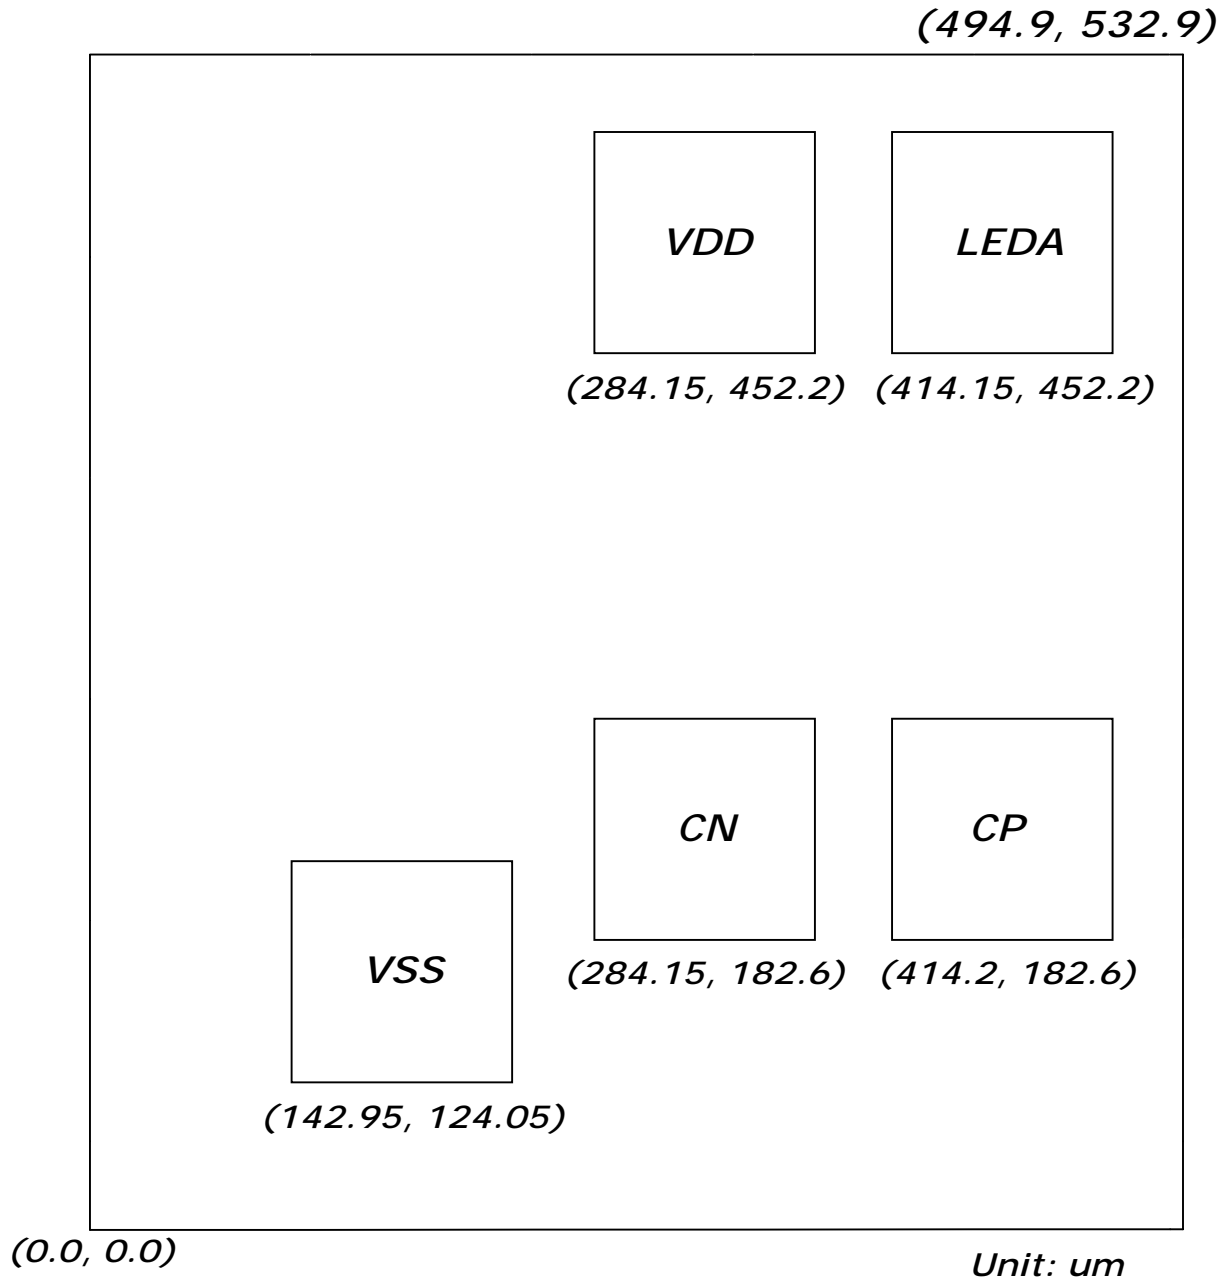 (494.9, 532.9)
VDD LEDA
(284.15, 452.2) (414.15, 452.2)
CN CP
VSS
(284.15, 182.6) (414.2, 182.6)
(142.95, 124.05)
(0.0, 0.0)
Unit: um